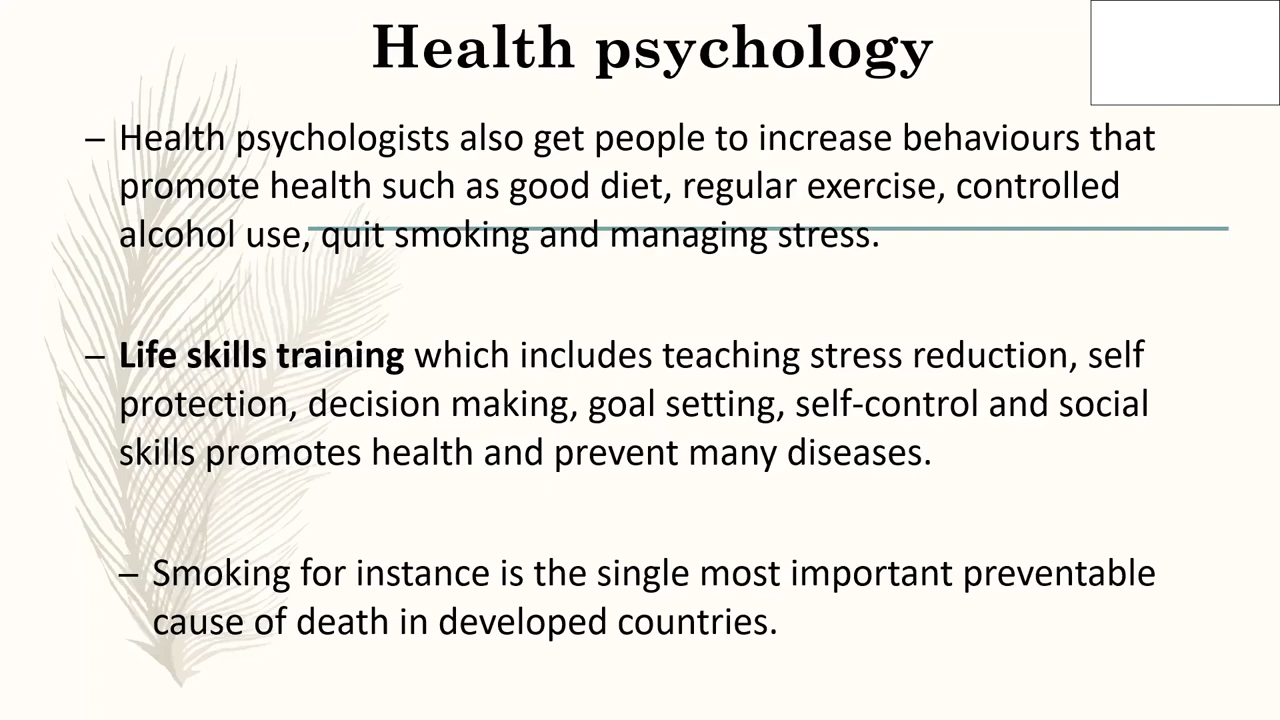 Health psychology
– Health psychologists also get people to increase behaviours that
promote health such as good diet, regular exercise, controlled
alcohol use, quit smoking and managing stress.
– Life skills training which includes teaching stress reduction, self
protection, decision making, goal setting, self-control and social
skills promotes health and prevent many diseases.
– Smoking for instance is the single most important preventable
cause of death in developed countries.